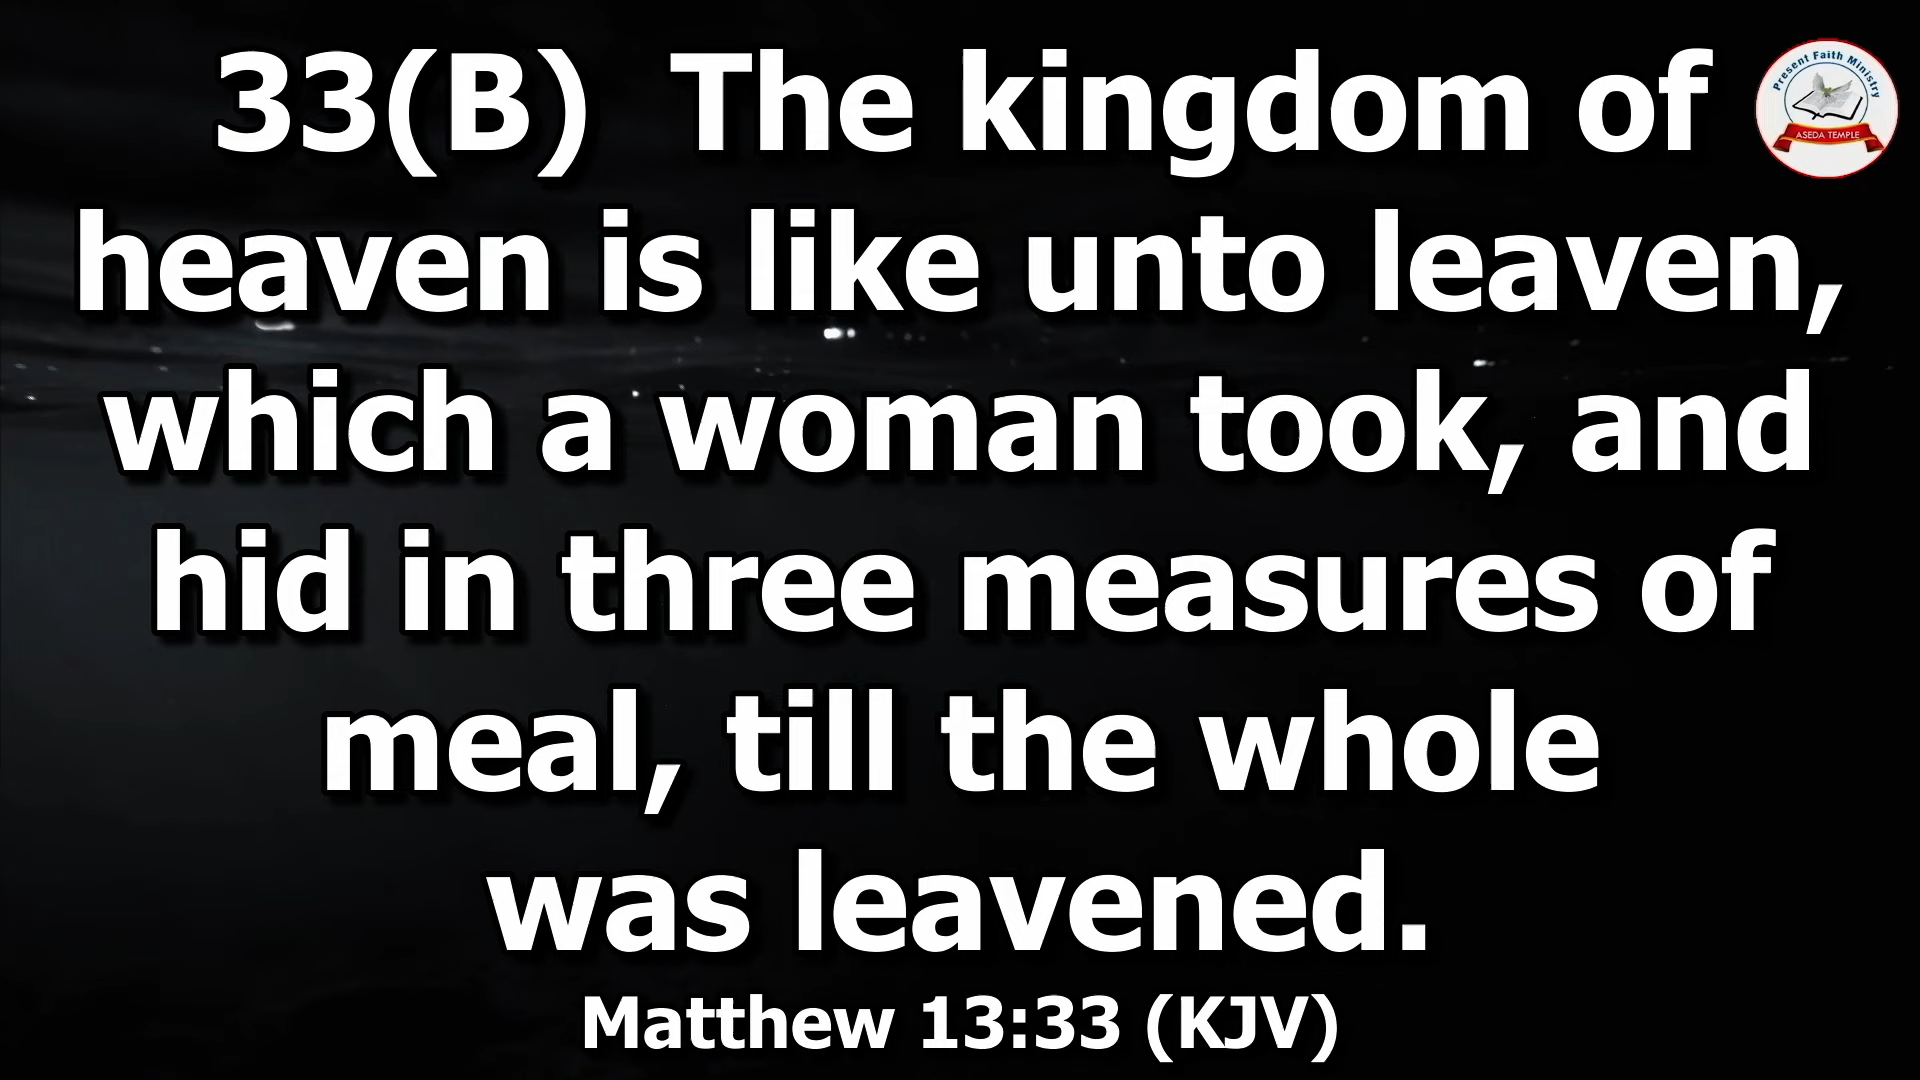 33(B)  The kingdom of
heaven is like unto leaven,
which a woman took, and
hid in three measures of
meal, till the whole
was leavened.
Matthew 13:33 (KJV)
Present Faith Ministry
ASEDA TEMPLE